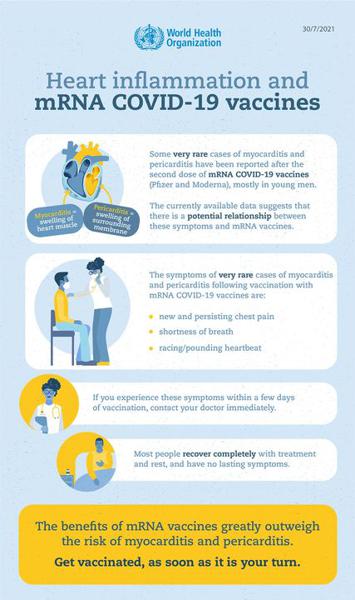 World Health
Organization
30/7/2021
Heart inflammation and
mRNA COVID-19 vaccines
Some very rare cases of myocarditis and
pericarditis have been reported after the
second dose of mRNA COVID-19 vaccines
(Pfizer and Moderna), mostly in young men.
The currently available data suggests that
there is a potential relationship between
these symptoms and mRNA vaccines.
Myocarditis =
swelling of
heart muscle
Pericarditis =
swelling of
surrounding
membrane
The symptoms of very rare cases of myocarditis
and pericarditis following vaccination with
mRNA COVID-19 vaccines are:
new and persisting chest pain
shortness of breath
racing/pounding heartbeat
If you experience these symptoms within a few days
of vaccination, contact your doctor immediately.
Most people recover completely with treatment
and rest, and have no lasting symptoms.
The benefits of mRNA vaccines greatly outweigh
the risk of myocarditis and pericarditis.
Get vaccinated, as soon as it is your turn.